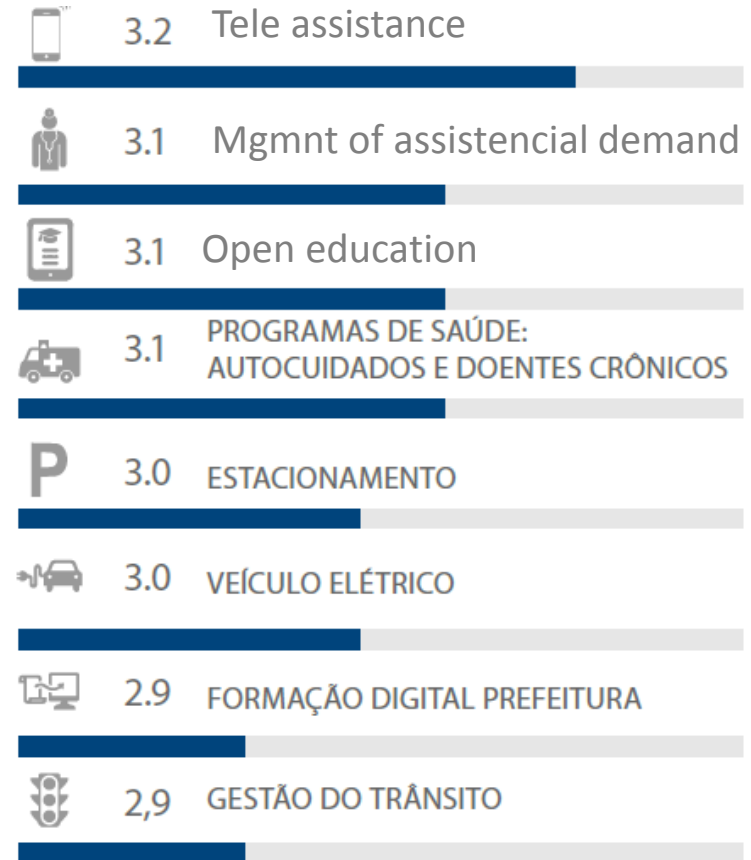 3.2 Tele assistance
3.1 Mgmnt of assistencial demand
3.1 Open education
3.1 PROGRAMAS DE SAÚDE:
AUTOCUIDADOS E DOENTES CRÔNICOS
P 3.0 ESTACIONAMENTO
3.0 VEÍCULO ELÉTRICO
2.9 FORMAÇÃO DIGITAL PREFEITURA
2,9 GESTÃO DO TRÂNSITO